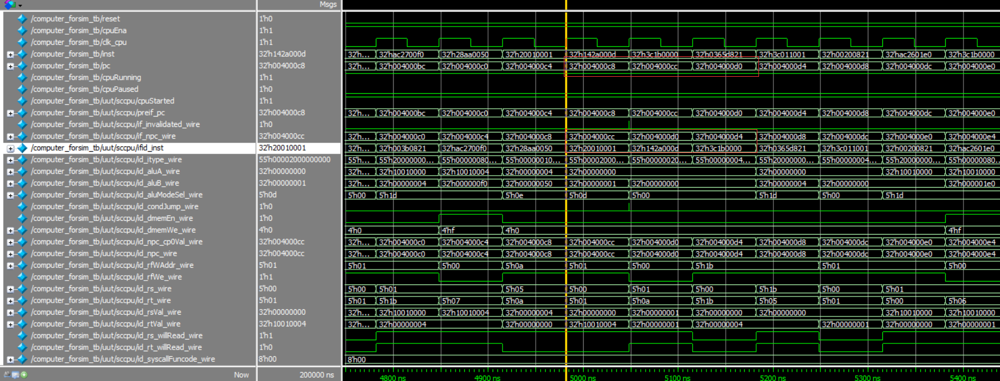 Msgs
/computer_forsim_tb/reset 1'h0
/computer_forsim_tb/cpuEna 1'h1
/computer_forsim_tb/clk_cpu 1'h1
/computer_forsim_tb/inst 32'h142a000d 32'h... 32'hac2700f0 32'h28aa0050 32'h20010001 32'h142a000d 32'h3c1b0000 32'h0365d821 32'h3c011001 32'h00200821 32'hac2601e0 32'h3c1b0000
/computer_forsim_tb/pc 32'h004000c8 32'h... 32'h004000bc 32'h004000c0 32'h004000c4 32'h004000c8 32'h004000cc 32'h004000d0 32'h004000d4 32'h004000d8 32'h004000dc 32'h004000e0
/computer_forsim_tb/cpuRunning 1'h1
/computer_forsim_tb/cpuPaused 1'h0
/computer_forsim_tb/uut/sccpu/cpuStarted 1'h1
/computer_forsim_tb/uut/sccpu/preif_pc 32'h004000c8 32'h... 32'h004000bc 32'h004000c0 32'h004000c4 32'h004000c8 32'h004000cc 32'h004000d0 32'h004000d4 32'h004000d8 32'h004000dc 32'h004000e0
/computer_forsim_tb/uut/sccpu/if_invalidated_wire 1'h0
/computer_forsim_tb/uut/sccpu/if_npc_wire 32'h004000cc 32'h... 32'h004000c0 32'h004000c4 32'h004000c8 32'h004000cc 32'h004000d0 32'h004000d4 32'h004000d8 32'h004000dc 32'h004000e0 32'h004000e4
/computer_forsim_tb/uut/sccpu/ifid_inst 32'h20010001 32'h... 32'h003b0821 32'hac2700f0 32'h28aa0050 32'h20010001 32'h142a000d 32'h3c1b0000 32'h0365d821 32'h3c011001 32'h00200821 32'hac2601e0
/computer_forsim_tb/uut/sccpu/id_itype_wire 55'h00002000000000 55'h... 55'h20000000... 55'h00000080... 55'h00000010... 55'h00002000... 55'h00000020... 55'h00000004... 55'h20000000... 55'h00000004... 55'h20000000... 55'h00000080...
/computer_forsim_tb/uut/sccpu/id_aluA_wire 32'h00000000 32'h... 32'h10010000 32'h10010004 32'h00000004 32'h00000000 32'h00000000 32'h10010000 32'h10010000
/computer_forsim_tb/uut/sccpu/id_aluB_wire 32'h00000001 32'h... 32'h00000004 32'h000000f0 32'h00000050 32'h00000001 32'h00000000 32'h00000004 32'h00000000 32'h000001e0
/computer_forsim_tb/uut/sccpu/id_aluModeSel_wire 5'h0d 5'h00 5'h1d 5'h0e 5'h0d 5'h00 5'h1d 5'h00 5'h1d
/computer_forsim_tb/uut/sccpu/id_condJump_wire 1'h0
/computer_forsim_tb/uut/sccpu/id_dmemEn_wire 1'h0
/computer_forsim_tb/uut/sccpu/id_dmemWe_wire 4'h0 4'h0 4'hf 4'h0 4'hf
/computer_forsim_tb/uut/sccpu/id_npc_cp0Val_wire 32'h004000cc 32'h... 32'h004000c0 32'h004000c4 32'h004000c8 32'h004000cc 32'h004000d0 32'h004000d4 32'h004000d8 32'h004000dc 32'h004000e0 32'h004000e4
/computer_forsim_tb/uut/sccpu/id_npc_wire 32'h004000cc 32'h... 32'h004000c0 32'h004000c4 32'h004000c8 32'h004000cc 32'h004000d0 32'h004000d4 32'h004000d8 32'h004000dc 32'h004000e0 32'h004000e4
/computer_forsim_tb/uut/sccpu/id_rfWAddr_wire 5'h01 5'h01 5'h00 5'h0a 5'h01 5'h00 5'h1b 5'h01 5'h00
/computer_forsim_tb/uut/sccpu/id_rfWe_wire 1'h1
/computer_forsim_tb/uut/sccpu/id_rs_wire 5'h00 5'h00 5'h01 5'h05 5'h00 5'h01 5'h00 5'h1b 5'h00 5'h01
/computer_forsim_tb/uut/sccpu/id_rt_wire 5'h01 5'h01 5'h1b 5'h07 5'h0a 5'h01 5'h0a 5'h1b 5'h05 5'h01 5'h00 5'h06
/computer_forsim_tb/uut/sccpu/id_rsVal_wire 32'h00000000 32'h... 32'h10010000 32'h10010004 32'h00000004 32'h00000000 32'h00000001 32'h00000000 32'h00000000 32'h10010000 32'h10010000
/computer_forsim_tb/uut/sccpu/id_rtVal_wire 32'h10010004 32'h... 32'h00000004 32'h00000000 32'h10010004 32'h00000001 32'h00000004 32'h00000001 32'h00000000 32'h00000001
/computer_forsim_tb/uut/sccpu/id_rs_willRead_wire 1'h1
/computer_forsim_tb/uut/sccpu/id_rt_willRead_wire 1'h0
/computer_forsim_tb/uut/sccpu/id_syscallFuncode_wire 8'h00 8'h00
Now 200000 ns 4800 ns 4900 ns 5000 ns 5100 ns 5200 ns 5300 ns 5400 ns